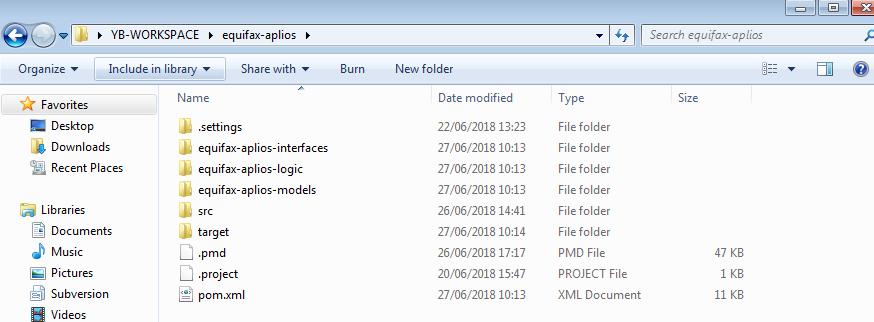 YB-WORKSPACE equifax-aplios Search equifax-aplios
Organize Include in library Share with Burn New folder
Favorites
Desktop
Downloads
Recent Places
Libraries
Documents
Music
Pictures
Subversion
Videos
Name Date modified Type Size
.settings 22/06/2018 13:23 File folder
equifax-aplios-interfaces 27/06/2018 10:13 File folder
equifax-aplios-logic 27/06/2018 10:13 File folder
equifax-aplios-models 27/06/2018 10:13 File folder
src 26/06/2018 14:41 File folder
target 27/06/2018 10:14 File folder
.pmd 26/06/2018 17:17 PMD File 47 KB
.project 20/06/2018 15:47 PROJECT File 1 KB
pom.xml 27/06/2018 10:13 XML Document 11 KB